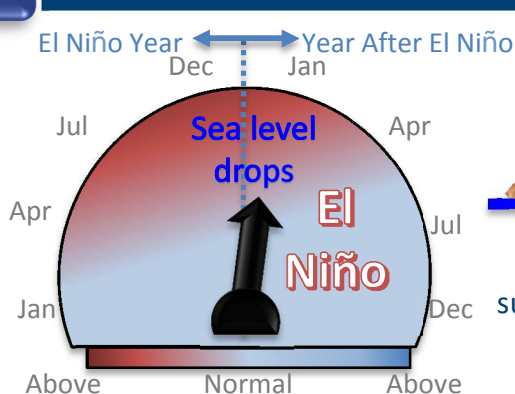 El Niño Year Year After El Niño
Dec Jan
Jul Sea level Apr
drops
Apr El Jul
Niño
Jan Dec
Above Normal Above